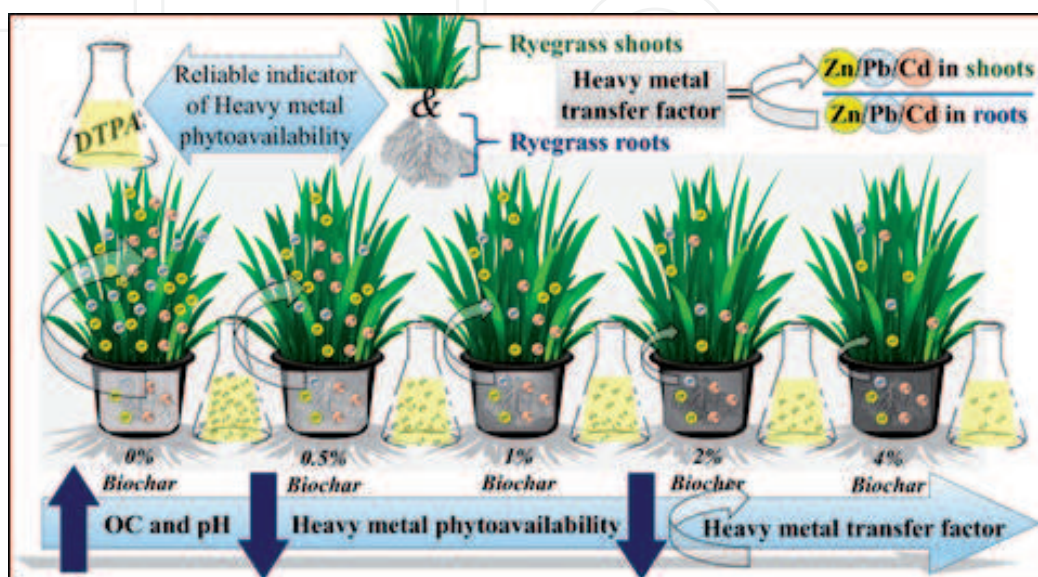 DTPA
Reliable indicator
of Heavy metal
phytoavailability
Ryegrass shoots
&
Ryegrass roots
Heavy metal
transfer factor
=
Zn/Pb/Cd in shoots
Zn/Pb/Cd in roots
0%
Biochar
0.5%
Biochar
1%
Biochar
2%
Biochar
4%
Biochar
OC and pH
Heavy metal phytoavailability
Heavy metal transfer factor